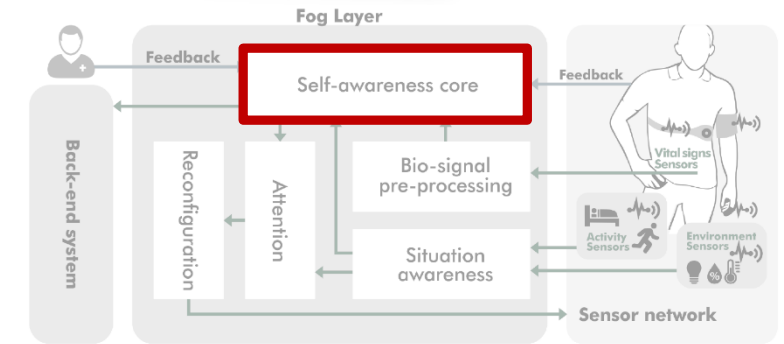 Fog Layer
Feedback
Self-awareness core
Feedback
Back-end system
Reconfiguration
Attention
Bio-signal
pre-processing
Situation
awareness
Vital signs
Sensors
Activity
Sensors
Environment
Sensors
%
Sensor network